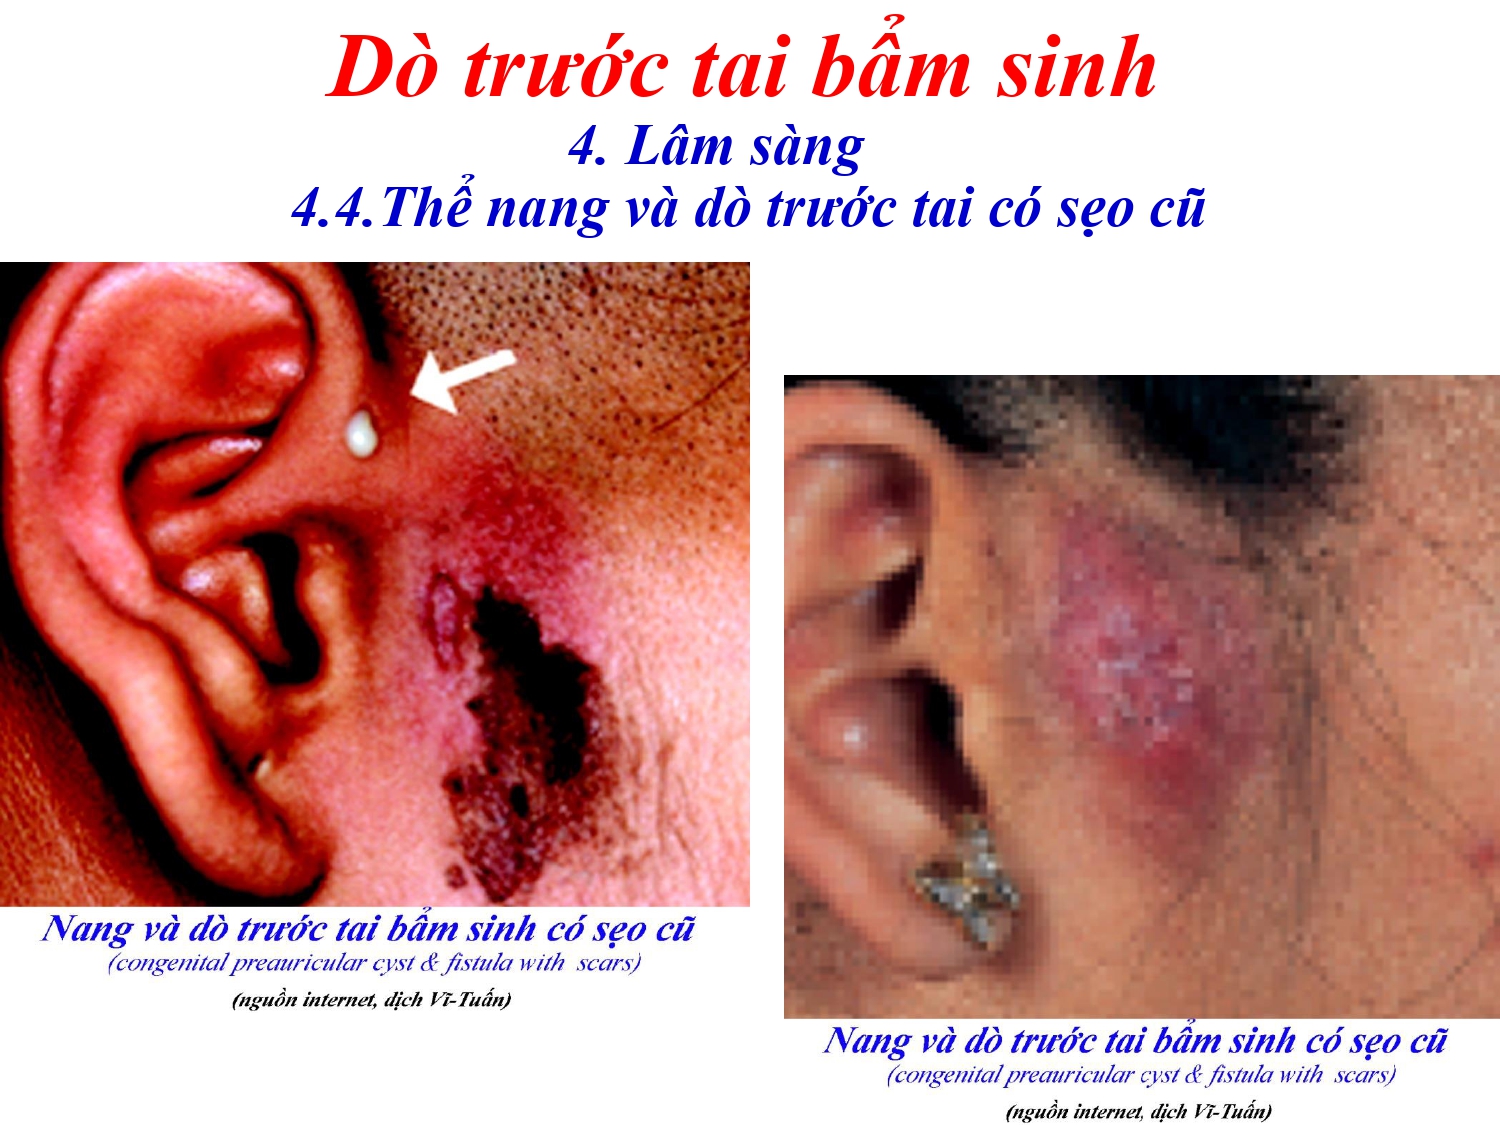 Dò trước tai bẩm sinh
4. Lâm sàng
4.4.Thể nang và dò trước tai có sẹo cũ
Nang và dò trước tai bẩm sinh có sẹo cũ
(congenital preauricular cyst & fistula with scars)
(nguồn internet, dịch Vĩ-Tuấn)
Nang và dò trước tai bẩm sinh có sẹo cũ
(congenital preauricular cyst & fistula with scars)
(nguồn internet, dịch Vĩ-Tuấn)